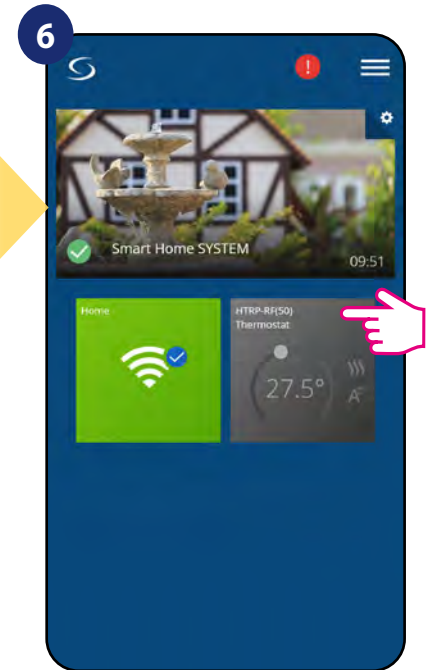 6
!
Smart Home SYSTEM
09:51
Home
HTRP-RF(50)
Thermostat
27.5°
A